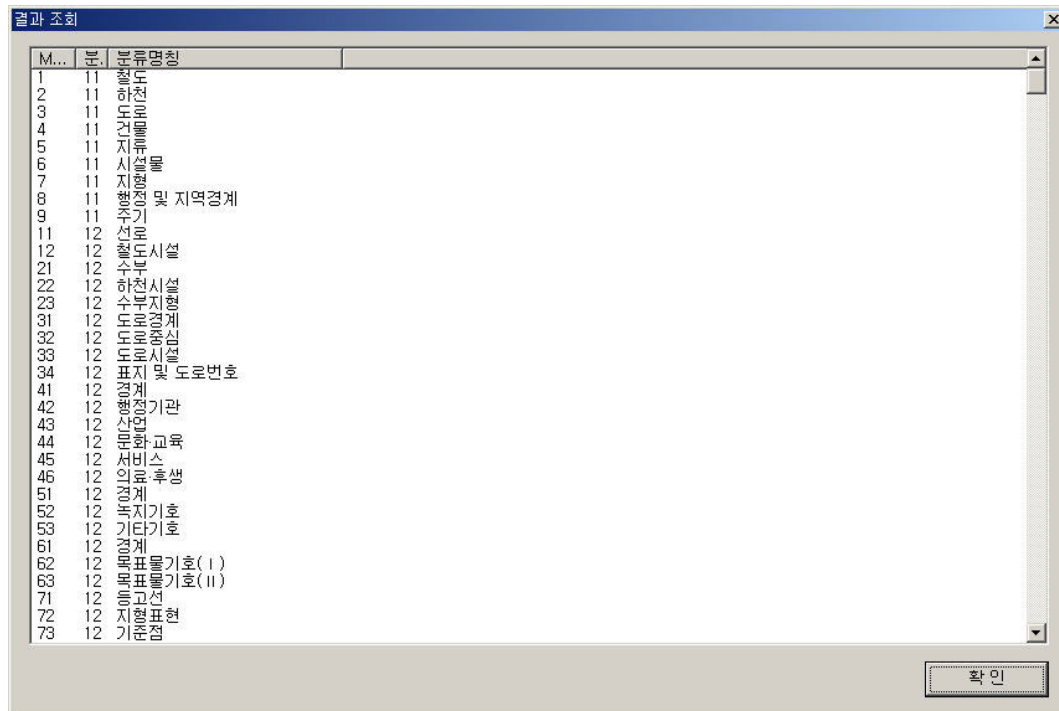 결과 조회
M... 분. 분류명칭
1 11 철도
2 11 하천
3 11 도로
4 11 건물
5 11 지류
6 11 시설물
7 11 지형
8 11 행정 및 지역경계
9 11 주기
11 12 선로
12 12 철도시설
21 12 수부
22 12 하천시설
23 12 수부지형
31 12 도로경계
32 12 도로중심
33 12 도로시설
34 12 표지 및 도로번호
41 12 경계
42 12 행정기관
43 12 산업
44 12 문화·교육
45 12 서비스
46 12 의료·후생
51 12 경계
52 12 녹지기호
53 12 기타기호
61 12 경계
62 12 목표물기호(Ⅰ)
63 12 목표물기호(Ⅱ)
71 12 등고선
72 12 지형표현
73 12 기준점
확인